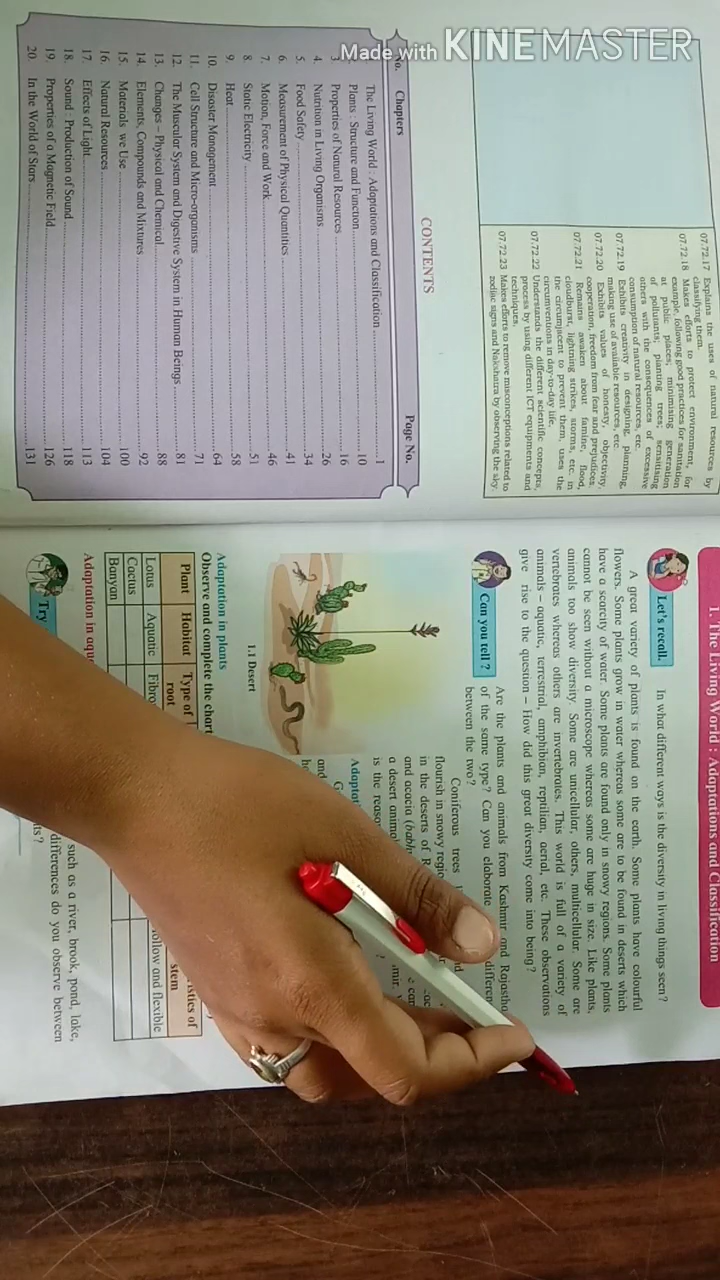 Made with KINEMASTER
07.72.17 Explains the uses of natural resources by
classifying them.
07.72.18 Makes efforts to protect environment, for
example, following good practices for sanitation
at public places; minimising generation
of pollutants; planting trees; sensitising
others with the consequences of excessive
consumption of natural resources, etc.
07.72.19 Exhibits creativity in designing, planning,
making use of available resources, etc.
07.72.20 Exhibits values of honesty, objectivity,
cooperation, freedom from fear and prejudices.
07.72.21 Remains awaken about famine, flood,
cloudburst, lightning strikes, storms, etc. in
the circumjacent to prevent them, uses the
circumventions in day-to-day life.
07.72.22 Understands the different scientific concepts,
process by using different ICT equipments and
techniques.
07.72.23 Makes efforts to remove misconceptions related to
zodiac signs and Nakshatra by observing the sky.
CONTENTS
No. Chapters Page No.
The Living World : Adaptations and Classification 1
Plants : Structure and Function 10
3 Properties of Natural Resources 16
4. Nutrition in Living Organisms 26
5. Food Safety 34
6. Measurement of Physical Quantities 41
7. Motion, Force and Work 46
8. Static Electricity 51
9. Heat 58
10. Disaster Management 64
11. Cell Structure and Micro-organisms 71
12. The Muscular System and Digestive System in Human Beings 81
13. Changes – Physical and Chemical 88
14. Elements, Compounds and Mixtures 92
15. Materials we Use 100
16. Natural Resources 104
17. Effects of Light 113
18. Sound : Production of Sound 118
19. Properties of a Magnetic Field 126
20. In the World of Stars 131
1. The Living World : Adaptations and Classification
Let's recall. In what different ways is the diversity in living things seen?
A great variety of plants is found on the earth. Some plants have colourful
flowers. Some plants grow in water whereas some are to be found in deserts which
have a scarcity of water. Some plants are found only in snowy regions. Some plants
cannot be seen without a microscope whereas some are huge in size. Like plants,
animals too show diversity. Some are unicellular, others, multicellular. Some are
vertebrates whereas others are invertebrates. This world is full of a variety of
animals – aquatic, terrestrial, amphibian, reptilian, aerial, etc. These observations
give rise to the question – How did this great diversity come into being?
Can you tell ? Are the plants and animals from Kashmir and Rajastha
of the same type? Can you elaborate differen
between the two?
Coniferous trees
flourish in snowy regio
in the deserts of R
and acacia (
a desert animal
is the reason
Adaptat
and
1.1 Desert
Adaptation in plants
Observe and complete the chart
Plant Habitat Type of root stem
Lotus Aquatic Fibro ollow and flexible
Cactus
Banyan
Adaptation in aqu
Try such as a river, brook, pond, lake,
differences do you observe between